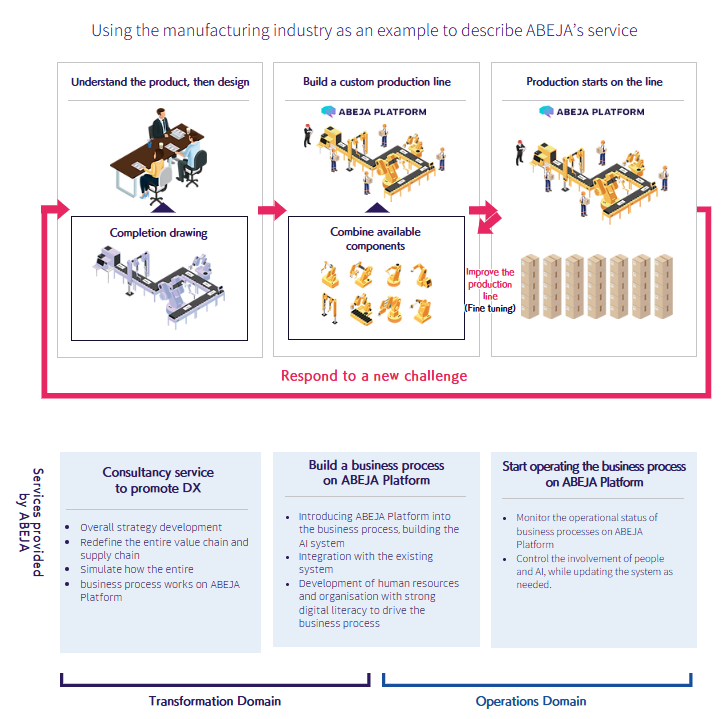 Using the manufacturing industry as an example to describe ABEJA's service
Understand the product, then design
Completion drawing
Build a custom production line
ABEJA PLATFORM
Combine available
components
Production starts on the line
ABEJA PLATFORM
Improve the
production
line
(Fine tuning)
Respond to a new challenge
Services provided
by ABEJA
Consultancy service
to promote DX
• Overall strategy development
• Redefine the entire value chain and
supply chain
• Simulate how the entire
• business process works on ABEJA
Platform
Build a business process
on ABEJA Platform
• Introducing ABEJA Platform into
the business process, building the
AI system
• Integration with the existing
system
• Development of human resources
and organisation with strong
digital literacy to drive the
business process
Start operating the business process
on ABEJA Platform
• Monitor the operational status of
business processes on ABEJA
Platform
• Control the involvement of people
and AI, while updating the system as
needed.
Transformation Domain
Operations Domain